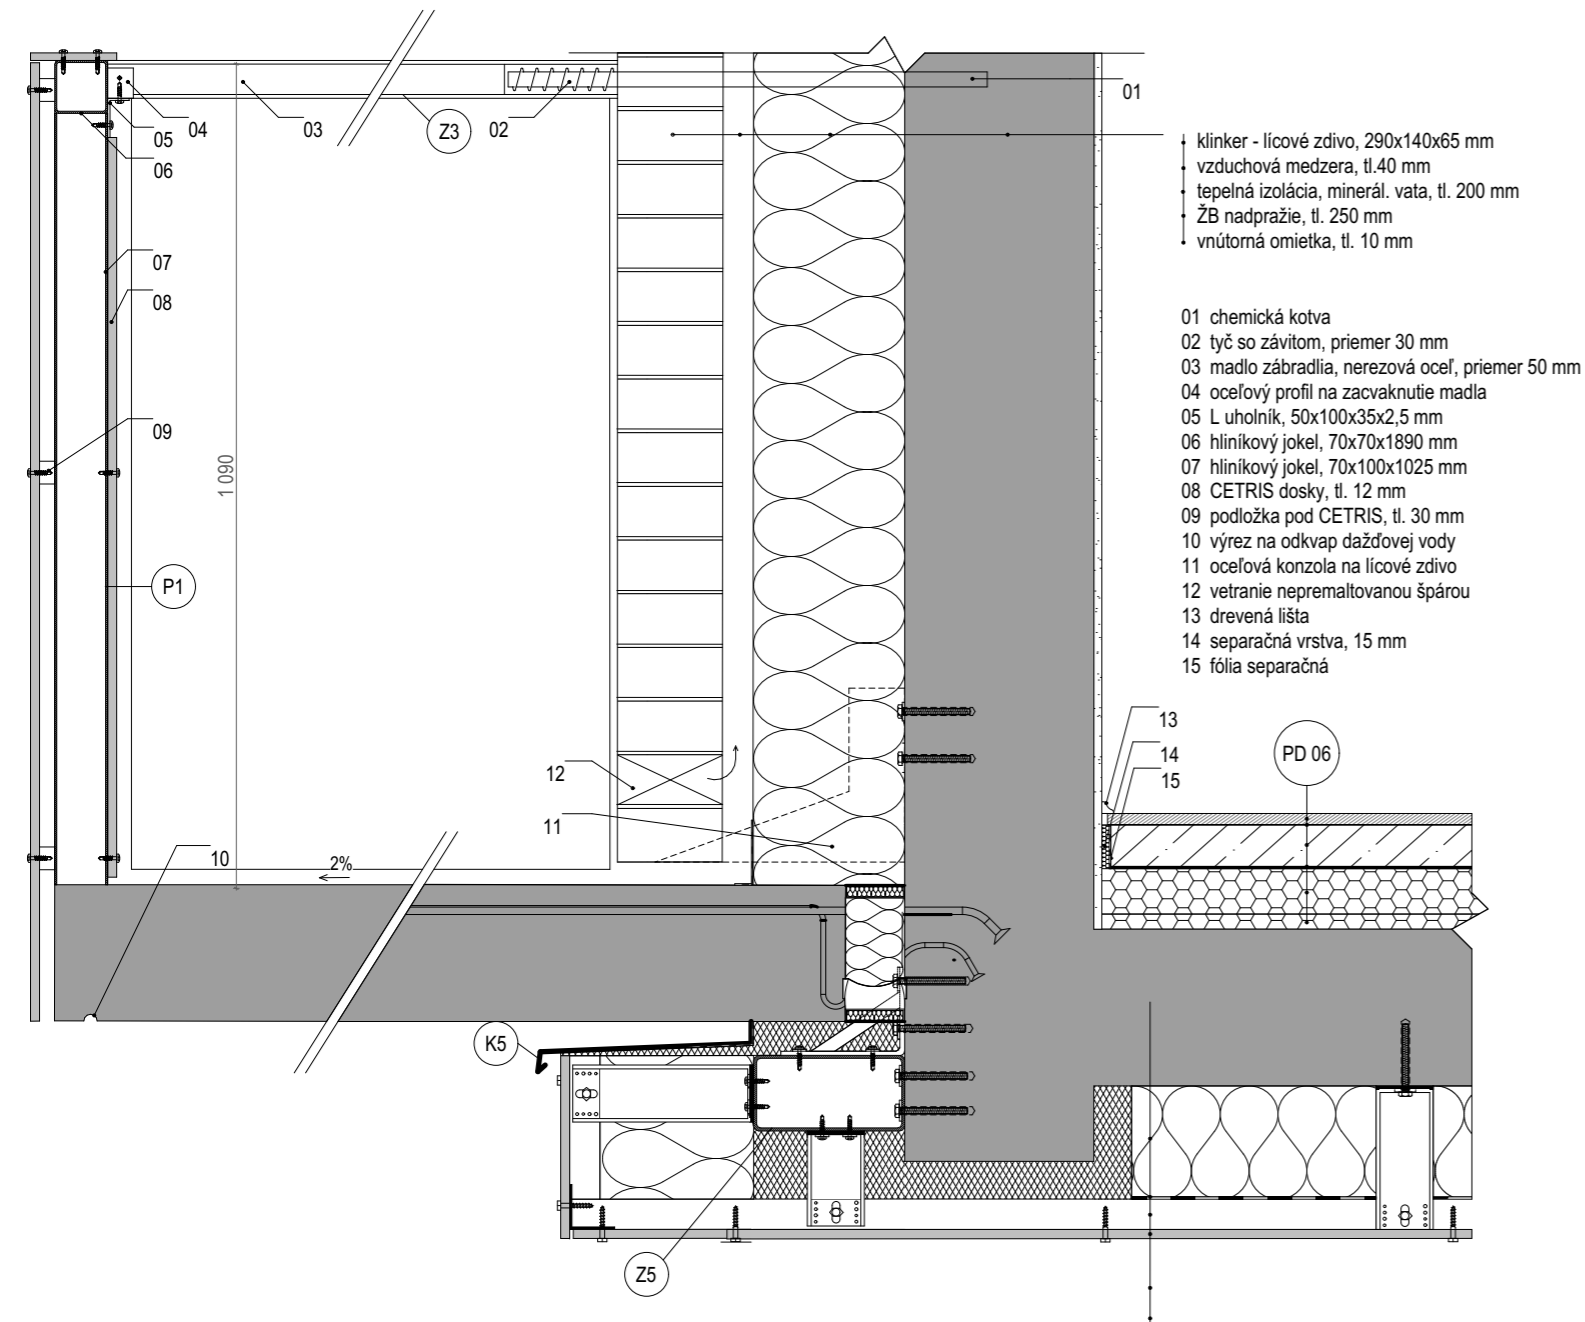 01
04
03
Z3
02
05
06
klinker - lícové zdivo, 290x140x65 mm
vzduchová medzera, tl.40 mm
tepelná izolácia, minerál. vata, tl. 200 mm
ŽB nadpražie, tl. 250 mm
vnútorná omietka, tl. 10 mm
07
08
01 chemická kotva
02 tyč so závitom, priemer 30 mm
03 madlo zábradlia, nerezová oceľ, priemer 50 mm
04 oceľový profil na zacvaknutie madla
05 L uholník, 50x100x35x2,5 mm
06 hliníkový jokel, 70x70x1890 mm
07 hliníkový jokel, 70x100x1025 mm
08 CETRIS dosky, tl. 12 mm
09 podložka pod CETRIS, tl. 30 mm
10 výrez na odkvap dažďovej vody
11 oceľová konzola na lícové zdivo
12 vetranie nepremaltovanou špárou
13 drevená lišta
14 separačná vrstva, 15 mm
15 fólia separačná
09
1 090
P1
13
14
15
PD 06
12
11
10
2%
K5
Z5